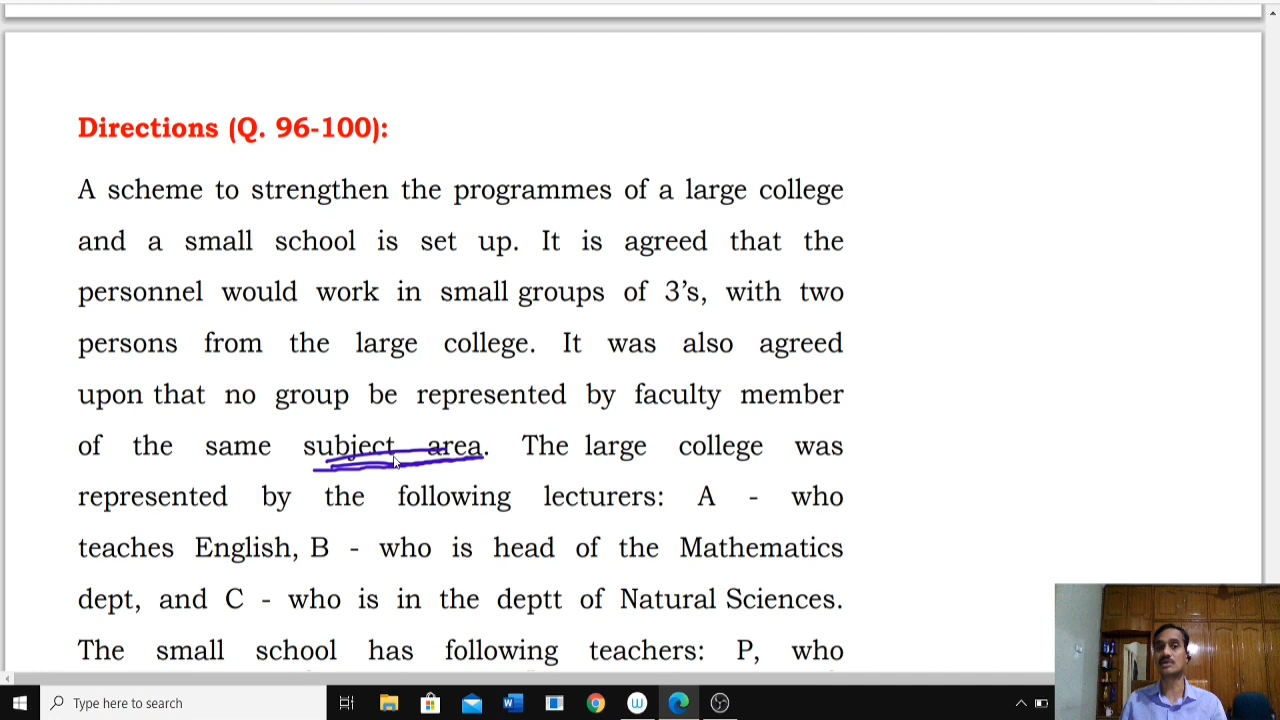 Directions (Q. 96-100):
A scheme to strengthen the programmes of a large college
and a small school is set up. It is agreed that the
personnel would work in small groups of 3's, with two
persons from the large college. It was also agreed
upon that no group be represented by faculty member
of the same subject area. The large college was
represented by the following lecturers: A - who
teaches English, B - who is head of the Mathematics
dept, and C - who is in the deptt of Natural Sciences.
The small school has following teachers: P, who
Type here to search